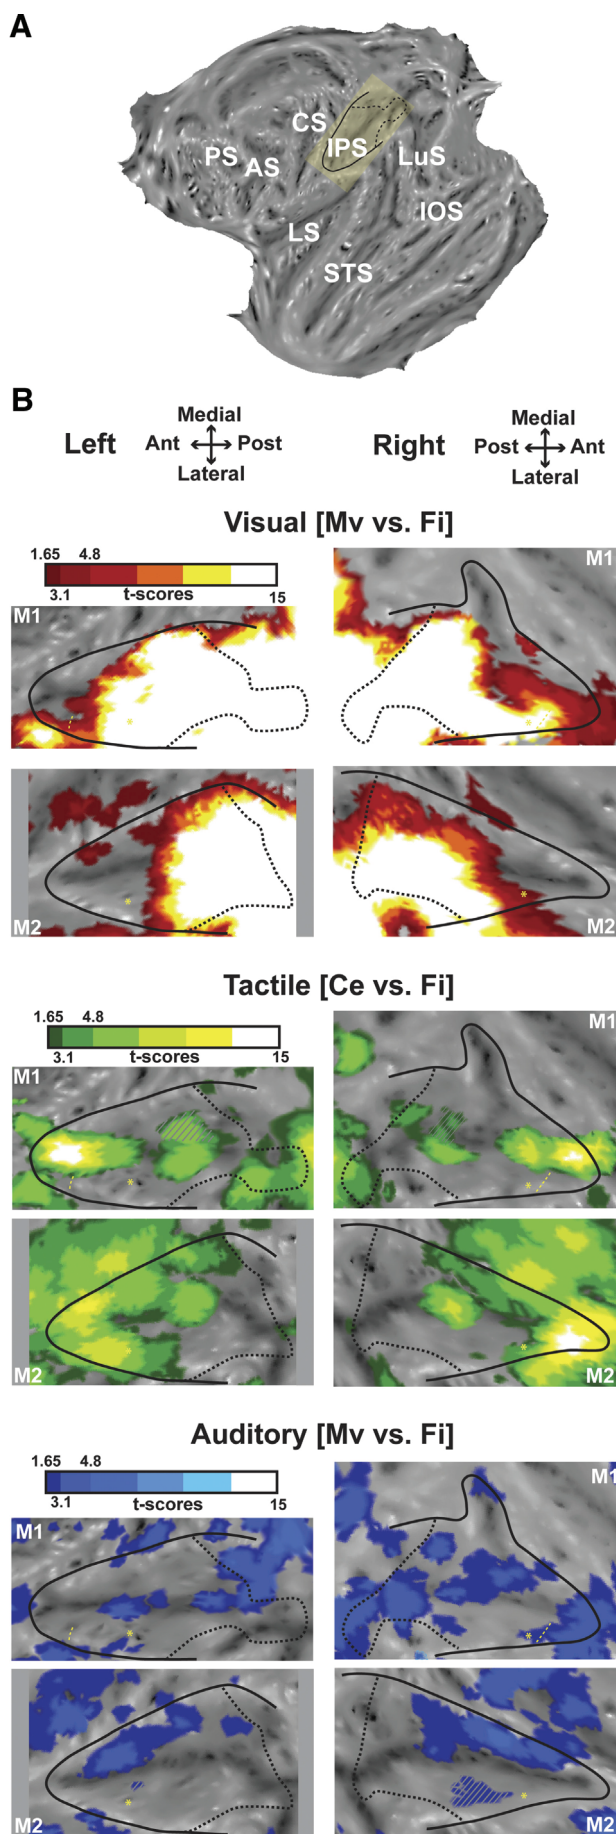 A
CS
PS
AS
IPS
LuS
IOS
LS
STS
B
Left
Medial
Ant
Post
Lateral
Right
Medial
Post
Ant
Lateral
Visual [Mv vs. Fi]
1.65 4.8
3.1 t-scores 15
M1
M1
M2
M2
Tactile [Ce vs. Fi]
1.65 4.8
3.1 t-scores 15
M1
M1
M2
M2
Auditory [Mv vs. Fi]
1.65 4.8
3.1 t-scores 15
M1
M1
M2
M2